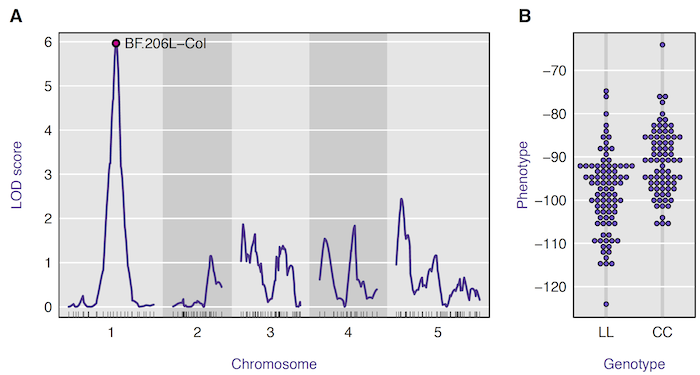 A
B
LOD score
6
5
4
3
2
1
0
BF.206L–Col
1
2
3
4
5
Chromosome
Phenotype
−70
−80
−90
−100
−110
−120
LL
CC
Genotype